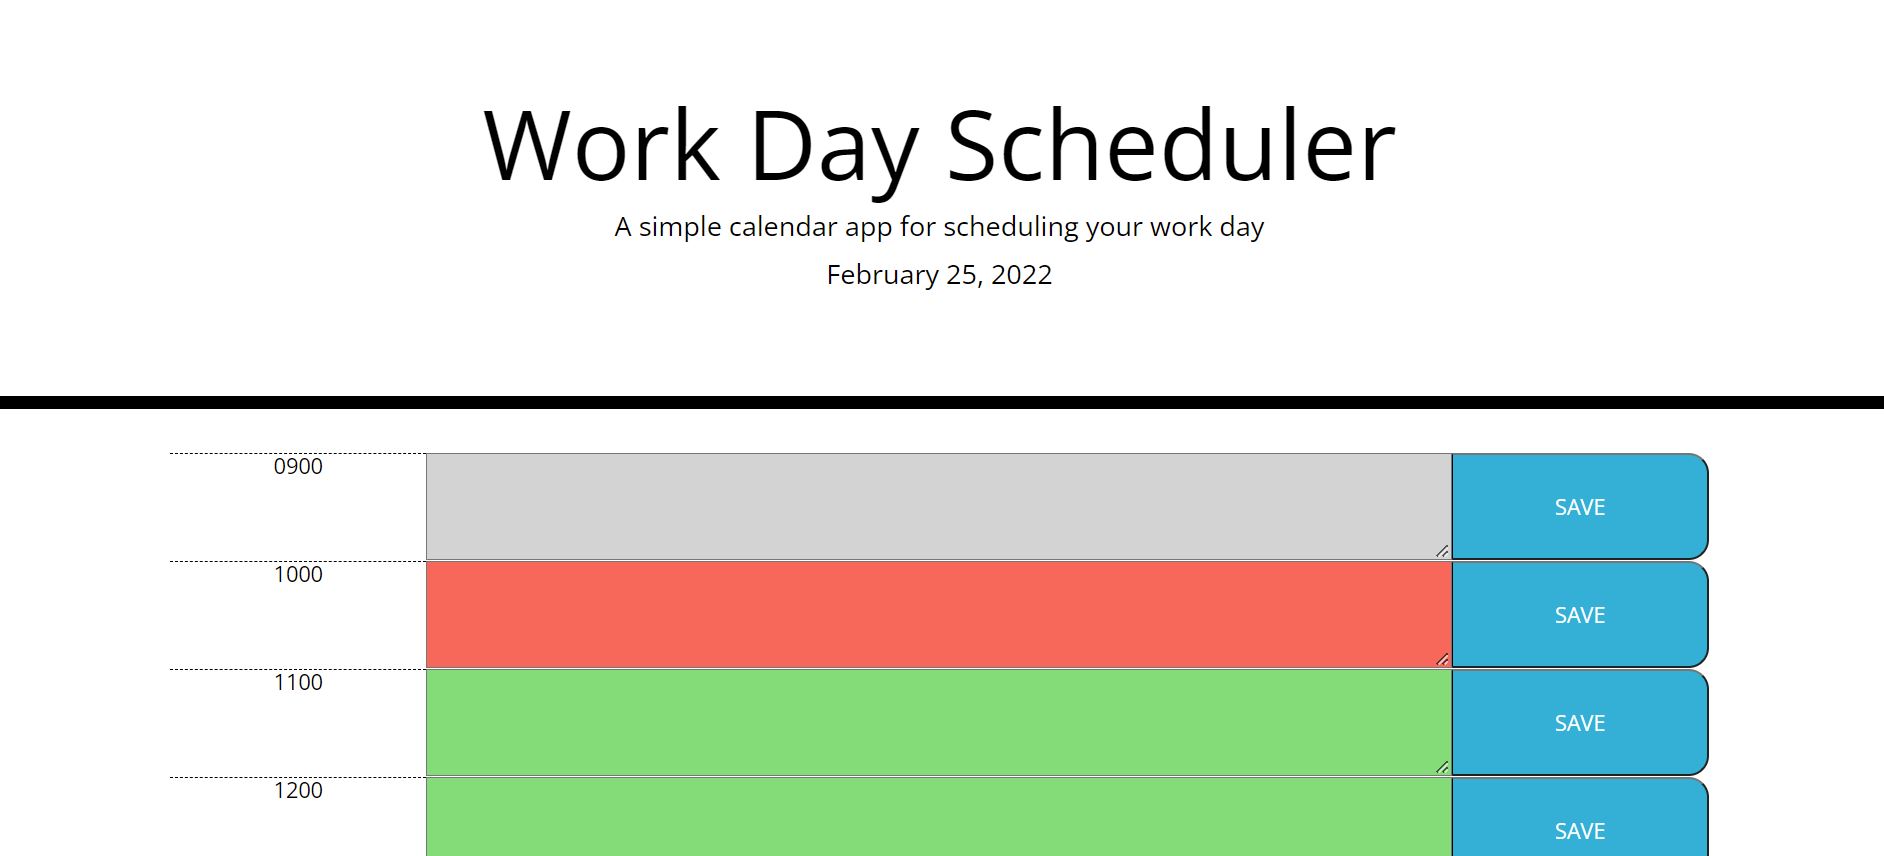 Work Day Scheduler
A simple calendar app for scheduling your work day
February 25, 2022
0900
SAVE
1000
SAVE
1100
SAVE
1200
SAVE